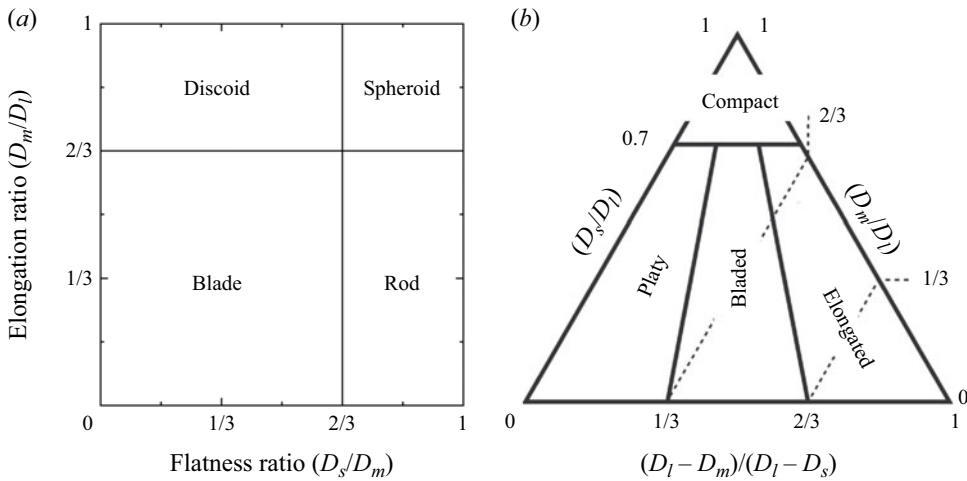 (a)
1
Discoid
Spheroid
2/3
Elongation ratio (Dm/Dl)
1/3
Blade
Rod
0
1/3
2/3
1
Flatness ratio (Ds/Dm)
(b)
1
1
Compact
2/3
0.7
(Ds/Dl)
(Dm/Dl)
Platy
Bladed
Elongated
1/3
0
0
1/3
2/3
1
(Dl – Dm)/(Dl – Ds)